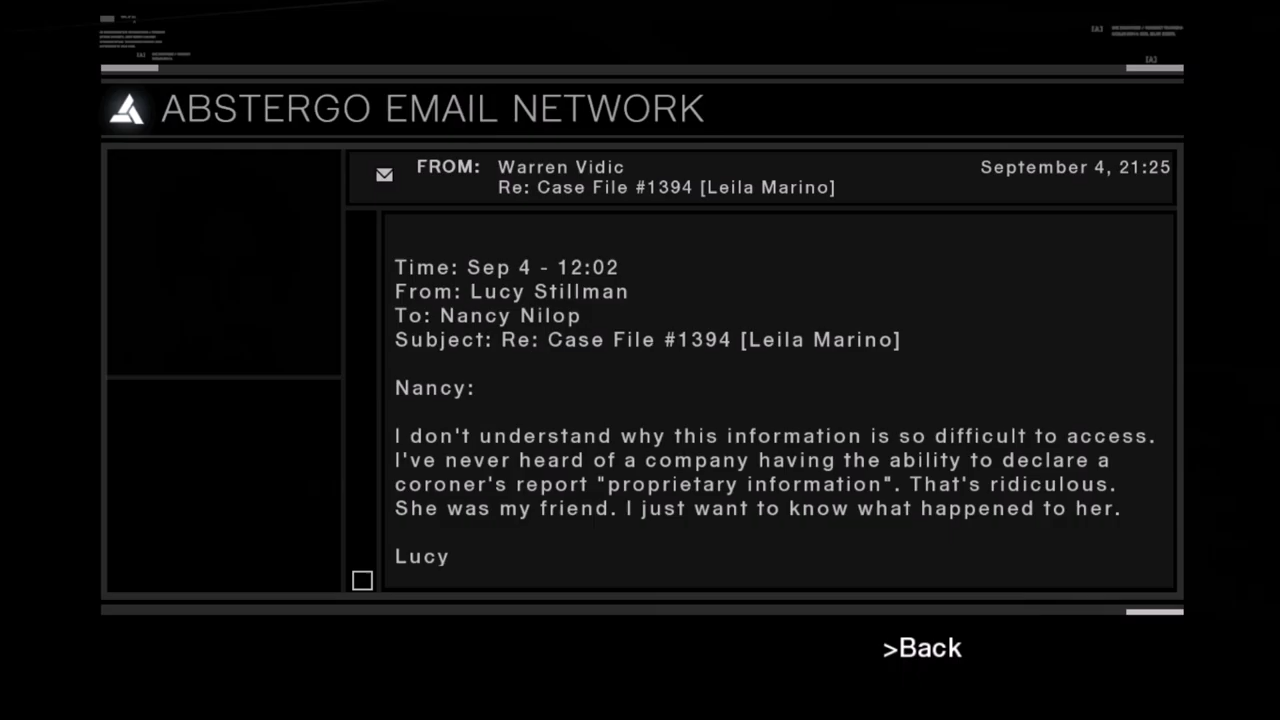 ABSTERGO EMAIL NETWORK
FROM: Warren Vidic September 4, 21:25
Re: Case File #1394 [Leila Marino]
Time: Sep 4 - 12:02
From: Lucy Stillman
To: Nancy Nilop
Subject: Re: Case File #1394 [Leila Marino]
Nancy:
I don't understand why this information is so difficult to access.
I've never heard of a company having the ability to declare a
coroner's report "proprietary information". That's ridiculous.
She was my friend. I just want to know what happened to her.
Lucy
>Back